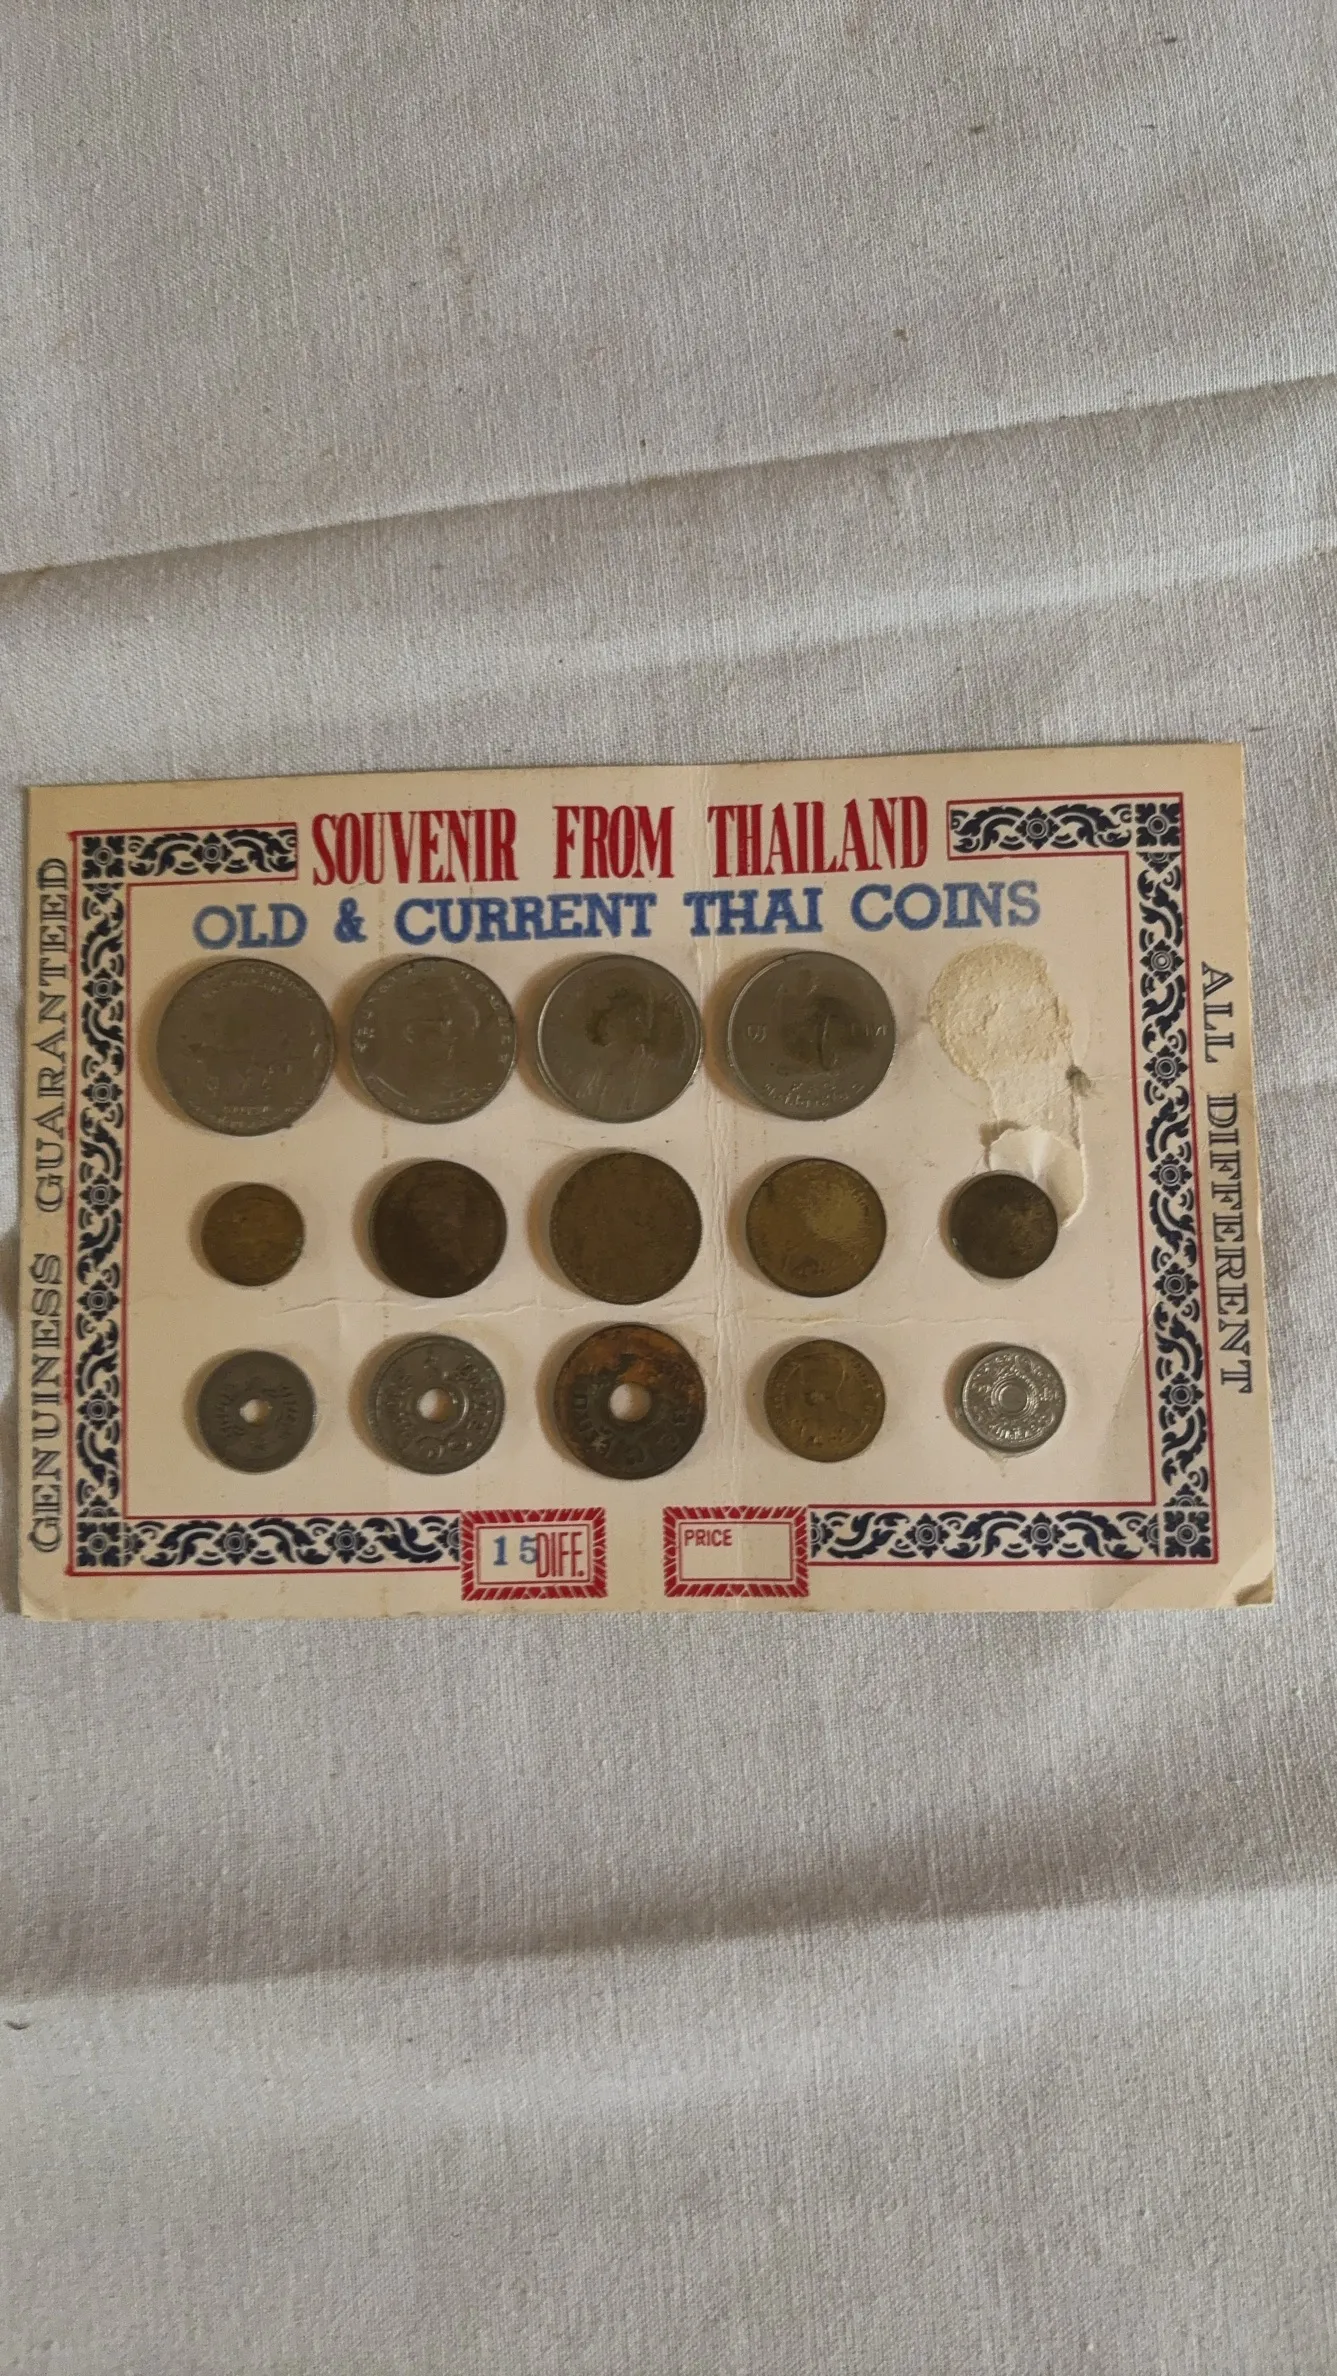 SOUVENIR FROM THAILAND
OLD & CURRENT THAI COINS
GENUINESS GUARANTEED
ALL DIFFERENT
15 DIFF.
PRICE